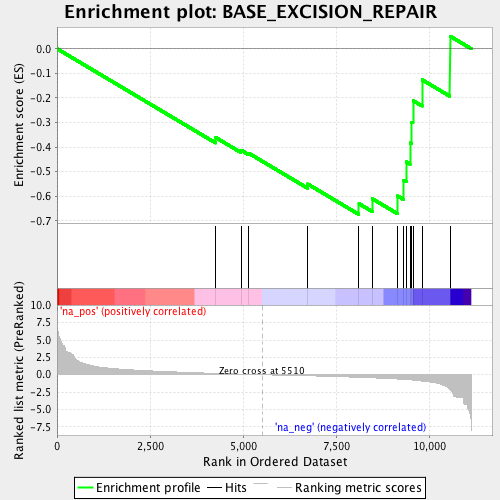 Enrichment plot: BASE_EXCISION_REPAIR
Enrichment score (ES)
0.0
-0.1
-0.2
-0.3
-0.4
-0.5
-0.6
-0.7
Ranked list metric (PreRanked)
10.0
7.5
5.0
2.5
0.0
-2.5
-5.0
-7.5
'na_pos' (positively correlated)
Zero cross at 5510
'na_neg' (negatively correlated)
0 2,500 5,000 7,500 10,000
Rank in Ordered Dataset
Enrichment profile Hits Ranking metric scores